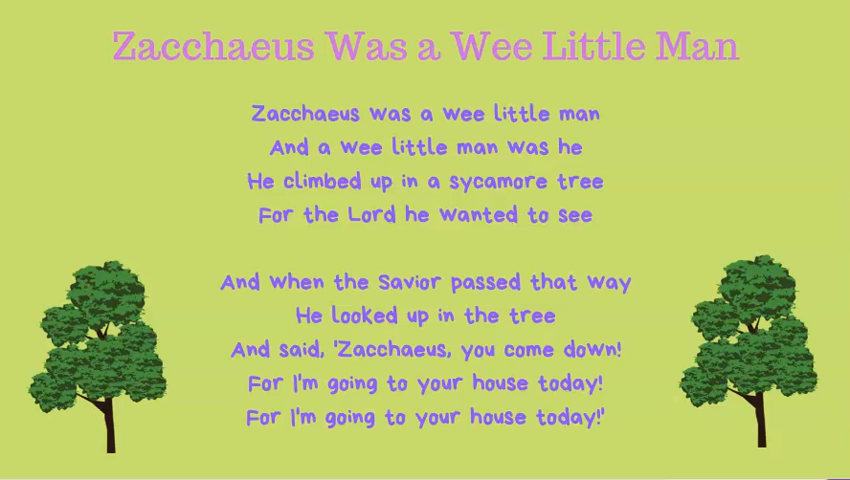 Zacchaeus Was a Wee Little Man
Zacchaeus was a wee little man
And a wee little man was he
He climbed up in a sycamore tree
For the Lord he wanted to see
And when the Savior passed that way
He looked up in the tree
And said, 'Zacchaeus, you come down!
For I'm going to your house today!
For I'm going to your house today!'